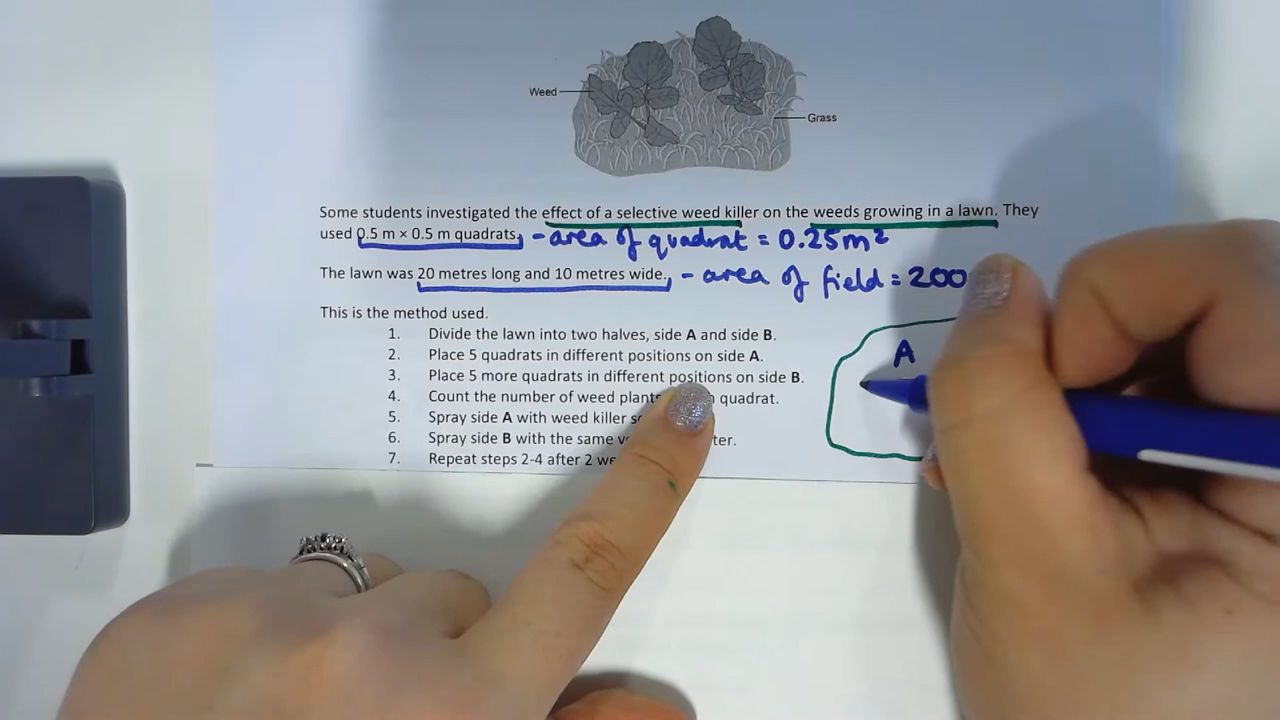 Weed
Grass
Some students investigated the effect of a selective weed killer on the weeds growing in a lawn. They
used 0.5 m × 0.5 m quadrats. - area of quadrat = 0.25m²
The lawn was 20 metres long and 10 metres wide. - area of field = 200
This is the method used.
1. Divide the lawn into two halves, side A and side B.
2. Place 5 quadrats in different positions on side A.
A
3. Place 5 more quadrats in different positions on side B.
4. Count the number of weed plants quadrat.
5. Spray side A with weed killer
6. Spray side B with the same
7. Repeat steps 2-4 after 2